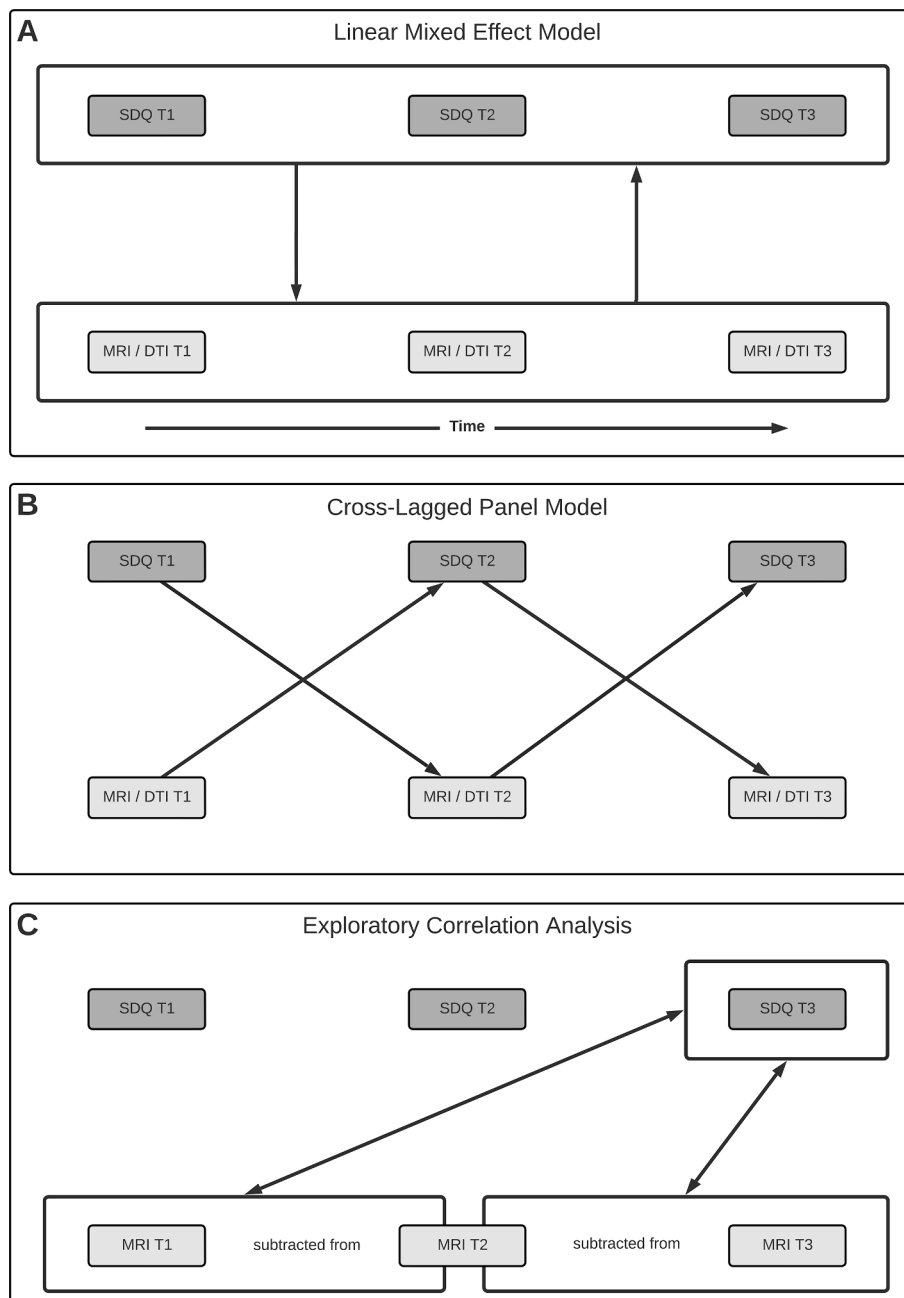 A
Linear Mixed Effect Model
SDQ T1
SDQ T2
SDQ T3
MRI / DTI T1
MRI / DTI T2
MRI / DTI T3
Time
B
Cross-Lagged Panel Model
SDQ T1
SDQ T2
SDQ T3
MRI / DTI T1
MRI / DTI T2
MRI / DTI T3
C
Exploratory Correlation Analysis
SDQ T1
SDQ T2
SDQ T3
MRI T1
subtracted from
MRI T2
subtracted from
MRI T3